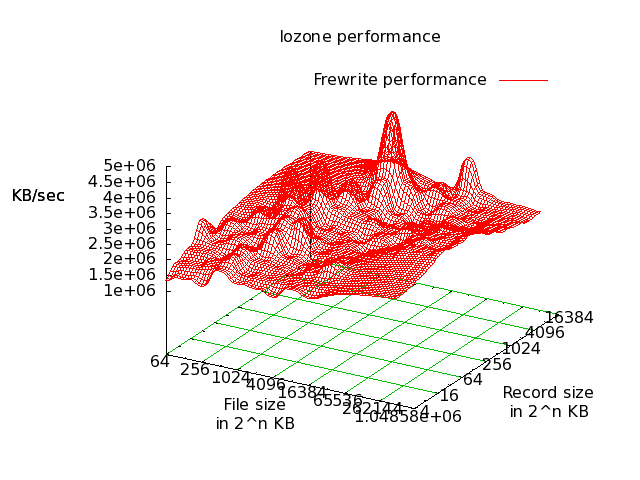 Iozone performance
Frewrite performance
5e+06
4.5e+06
4e+06
3.5e+06
3e+06
2.5e+06
2e+06
1.5e+06
1e+06
KB/sec
64
256
1024
4096
16384
65536
262144
1.04858e+06
File size
in 2^n KB
4
16
64
256
1024
4096
16384
Record size
in 2^n KB